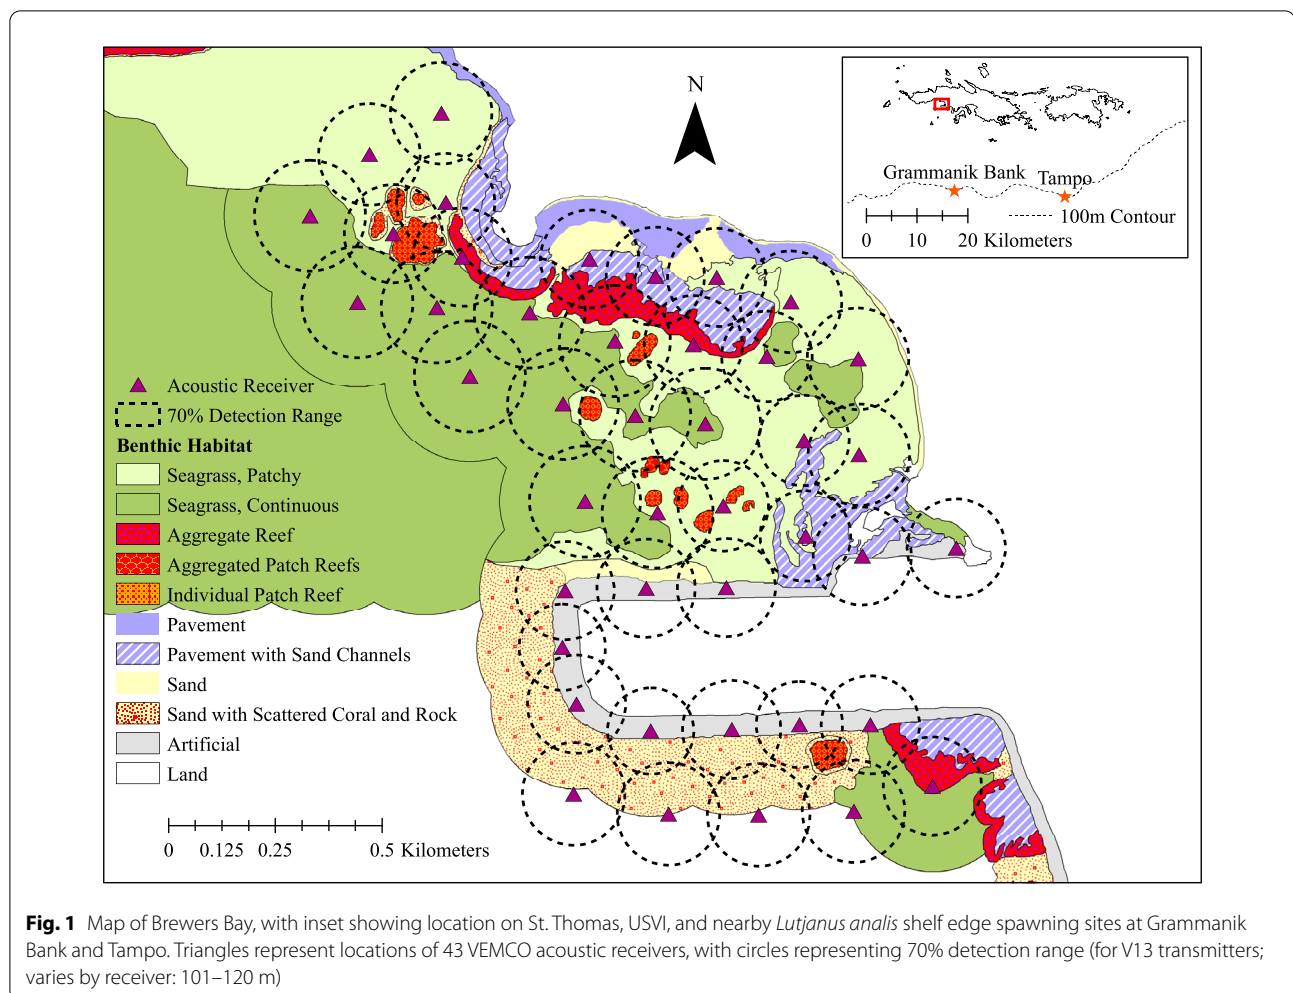 N
Grammanik Bank
Tampo
100m Contour
0 10 20 Kilometers
Acoustic Receiver
70% Detection Range
Benthic Habitat
Seagrass, Patchy
Seagrass, Continuous
Aggregate Reef
Aggregated Patch Reefs
Individual Patch Reef
Pavement
Pavement with Sand Channels
Sand
Sand with Scattered Coral and Rock
Artificial
Land
0 0.125 0.25 0.5 Kilometers
Fig. 1 Map of Brewers Bay, with inset showing location on St. Thomas, USVI, and nearby Lutjanus analis shelf edge spawning sites at Grammanik
Bank and Tampo. Triangles represent locations of 43 VEMCO acoustic receivers, with circles representing 70% detection range (for V13 transmitters;
varies by receiver: 101–120 m)